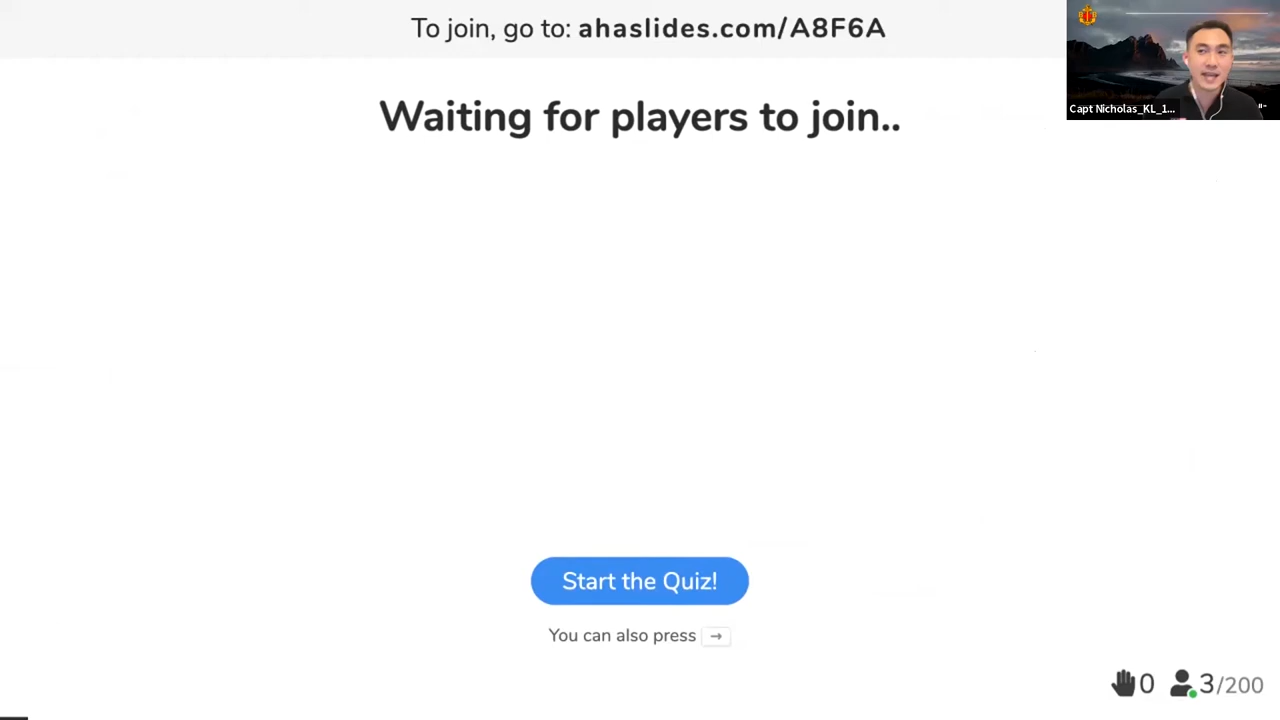 To join, go to: ahaslides.com/A8F6A
Capt Nicholas_KL_1...
Waiting for players to join..
Start the Quiz!
You can also press →
0 3/200